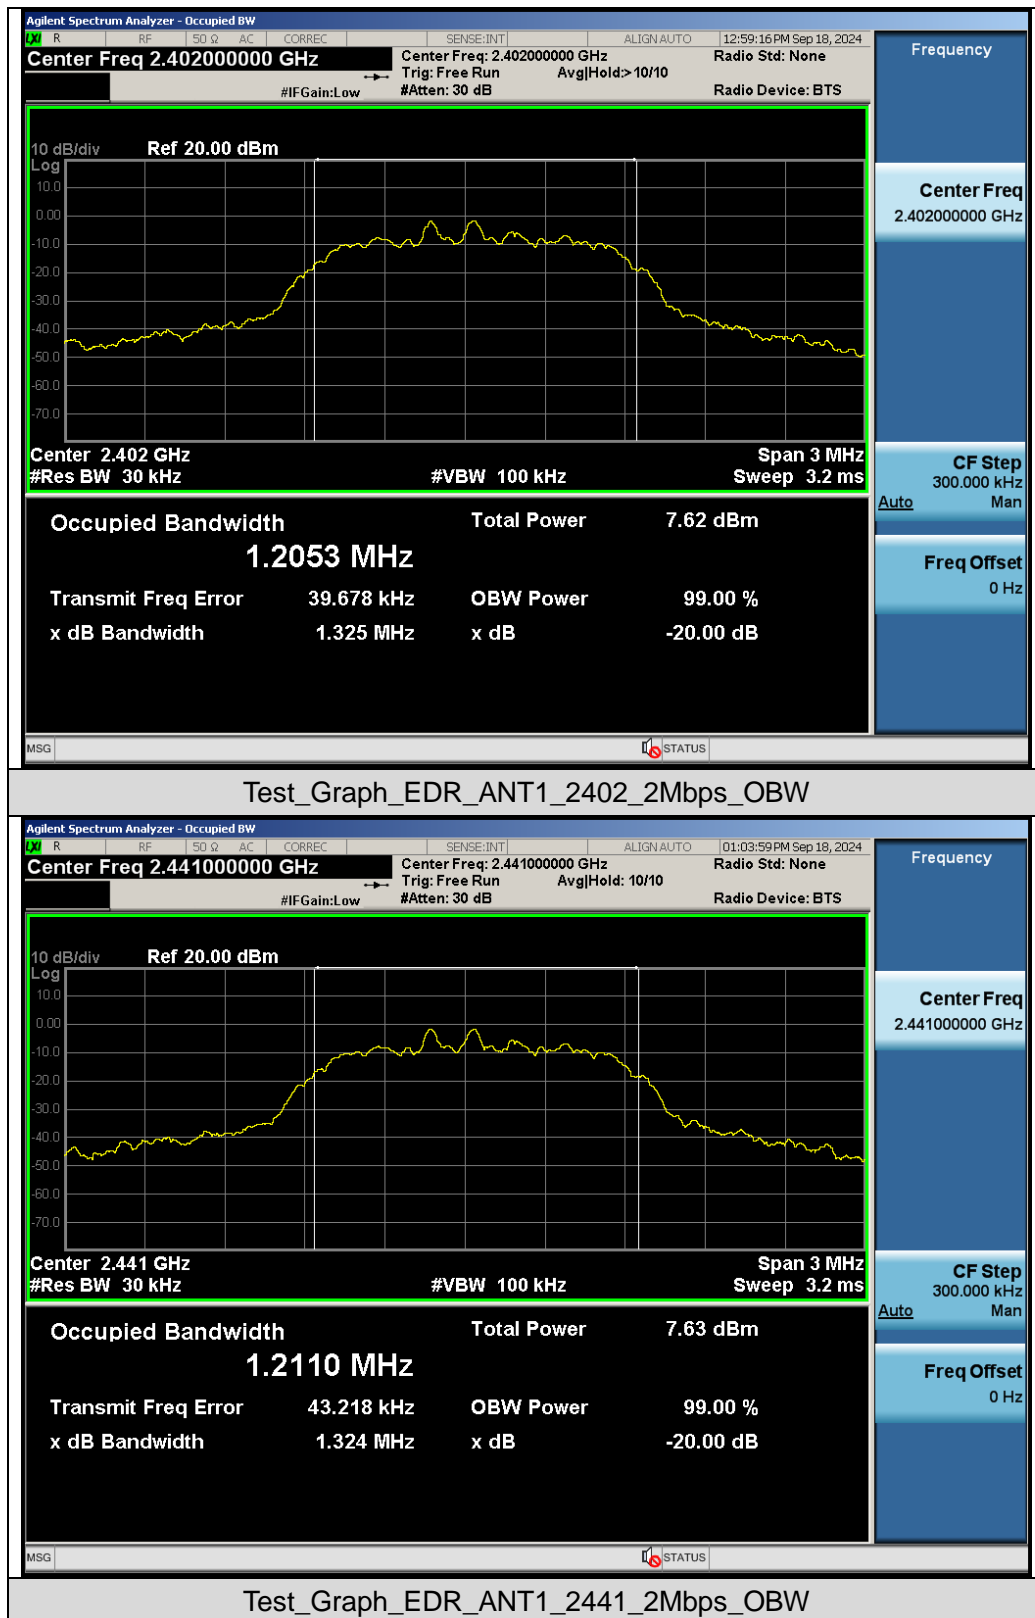 Agilent Spectrum Analyzer - Occupied BW
LXI R RF 50 Ω AC CORREC SENSE:INT ALIGN AUTO 12:59:16 PM Sep 18, 2024
Center Freq 2.402000000 GHz Center Freq: 2.402000000 GHz Radio Std: None Frequency
Trig: Free Run Avg|Hold:> 10/10
#IFGain:Low #Atten: 30 dB Radio Device: BTS
10 dB/div Ref 20.00 dBm
Log
10.0
0.00
-10.0
-20.0
-30.0
-40.0
-50.0
-60.0
-70.0
Center Freq
2.402000000 GHz
Center 2.402 GHz Span 3 MHz
#Res BW 30 kHz #VBW 100 kHz Sweep 3.2 ms
CF Step
300.000 kHz
Auto Man
Occupied Bandwidth Total Power 7.62 dBm
1.2053 MHz
Freq Offset
0 Hz
Transmit Freq Error 39.678 kHz OBW Power 99.00 %
x dB Bandwidth 1.325 MHz x dB -20.00 dB
MSG STATUS
Test_Graph_EDR_ANT1_2402_2Mbps_OBW
Agilent Spectrum Analyzer - Occupied BW
LXI R RF 50 Ω AC CORREC SENSE:INT ALIGN AUTO 01:03:59 PM Sep 18, 2024
Center Freq 2.441000000 GHz Center Freq: 2.441000000 GHz Radio Std: None Frequency
Trig: Free Run Avg|Hold: 10/10
#IFGain:Low #Atten: 30 dB Radio Device: BTS
10 dB/div Ref 20.00 dBm
Log
10.0
0.00
-10.0
-20.0
-30.0
-40.0
-50.0
-60.0
-70.0
Center Freq
2.441000000 GHz
Center 2.441 GHz Span 3 MHz
#Res BW 30 kHz #VBW 100 kHz Sweep 3.2 ms
CF Step
300.000 kHz
Auto Man
Occupied Bandwidth Total Power 7.63 dBm
1.2110 MHz
Freq Offset
0 Hz
Transmit Freq Error 43.218 kHz OBW Power 99.00 %
x dB Bandwidth 1.324 MHz x dB -20.00 dB
MSG STATUS
Test_Graph_EDR_ANT1_2441_2Mbps_OBW